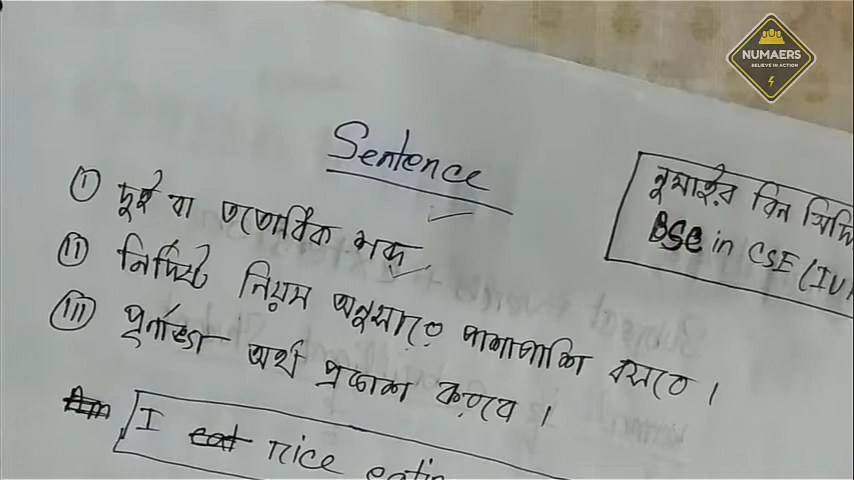 NUMAERS
BELIEVE IN ACTION
Sentence
নুমাইর বিন
BSC in CSE (IU
i দুই বা ততোধিক শব্দ
ii নির্দিষ্ট নিয়ম অনুসারে পাশাপাশি বসবে।
iii পূর্ণাঙ্গ অর্থ প্রকাশ করবে।
I eat rice